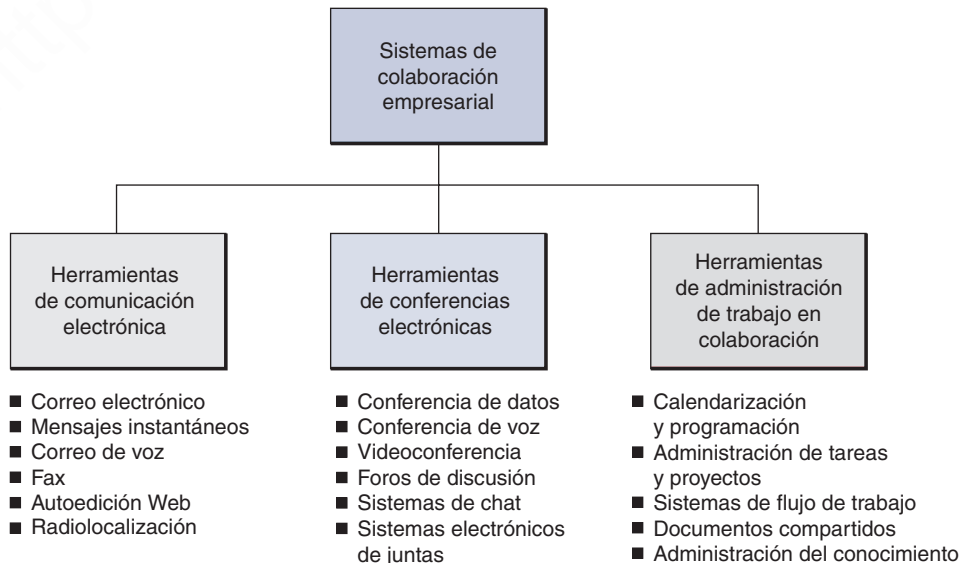 http
Sistemas de
colaboración
empresarial
Herramientas
de comunicación
electrónica
■ Correo electrónico
■ Mensajes instantáneos
■ Correo de voz
■ Fax
■ Autoedición Web
■ Radiolocalización
Herramientas
de conferencias
electrónicas
■ Conferencia de datos
■ Conferencia de voz
■ Videoconferencia
■ Foros de discusión
■ Sistemas de chat
■ Sistemas electrónicos
de juntas
Herramientas
de administración
de trabajo en
colaboración
■ Calendarización
y programación
■ Administración de tareas
y proyectos
■ Sistemas de flujo de trabajo
■ Documentos compartidos
■ Administración del conocimiento